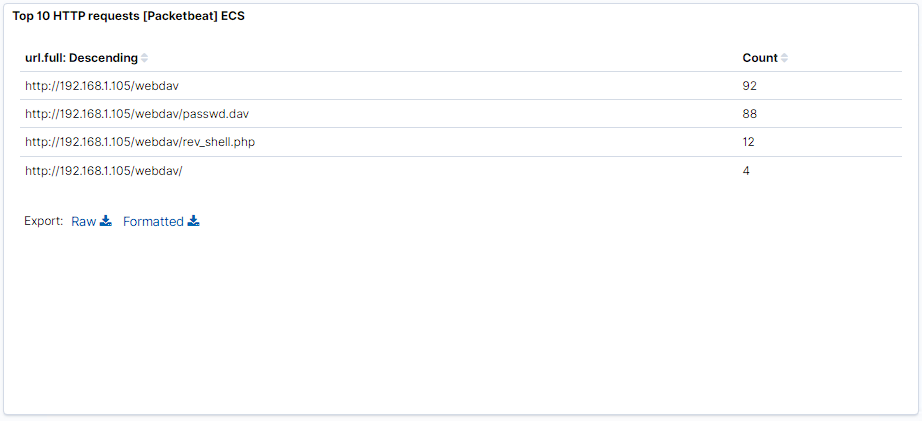 Top 10 HTTP requests [Packetbeat] ECS
url.full: Descending Count
http://192.168.1.105/webdav 92
http://192.168.1.105/webdav/passwd.dav 88
http://192.168.1.105/webdav/rev_shell.php 12
http://192.168.1.105/webdav/ 4
Export: Raw Formatted